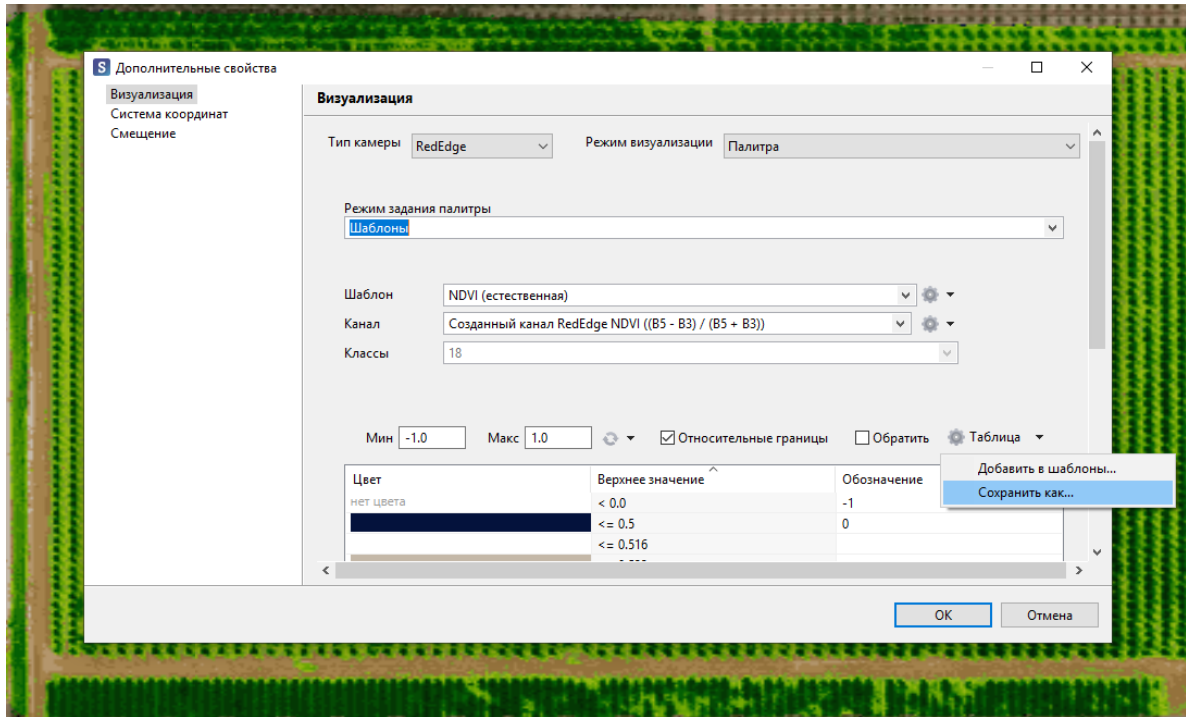 S Дополнительные свойства
Визуализация
Система координат
Смещение
Визуализация
Тип камеры RedEdge Режим визуализации Палитра
Режим задания палитры
Шаблоны
Шаблон NDVI (естественная)
Канал Созданный канал RedEdge NDVI ((B5 - B3) / (B5 + B3))
Классы 18
Мин -1.0 Макс 1.0 Относительные границы Обратить Таблица
Добавить в шаблоны...
Сохранить как...
Цвет Верхнее значение Обозначение
нет цвета < 0.0 -1
<= 0.5 0
<= 0.516
OK Отмена